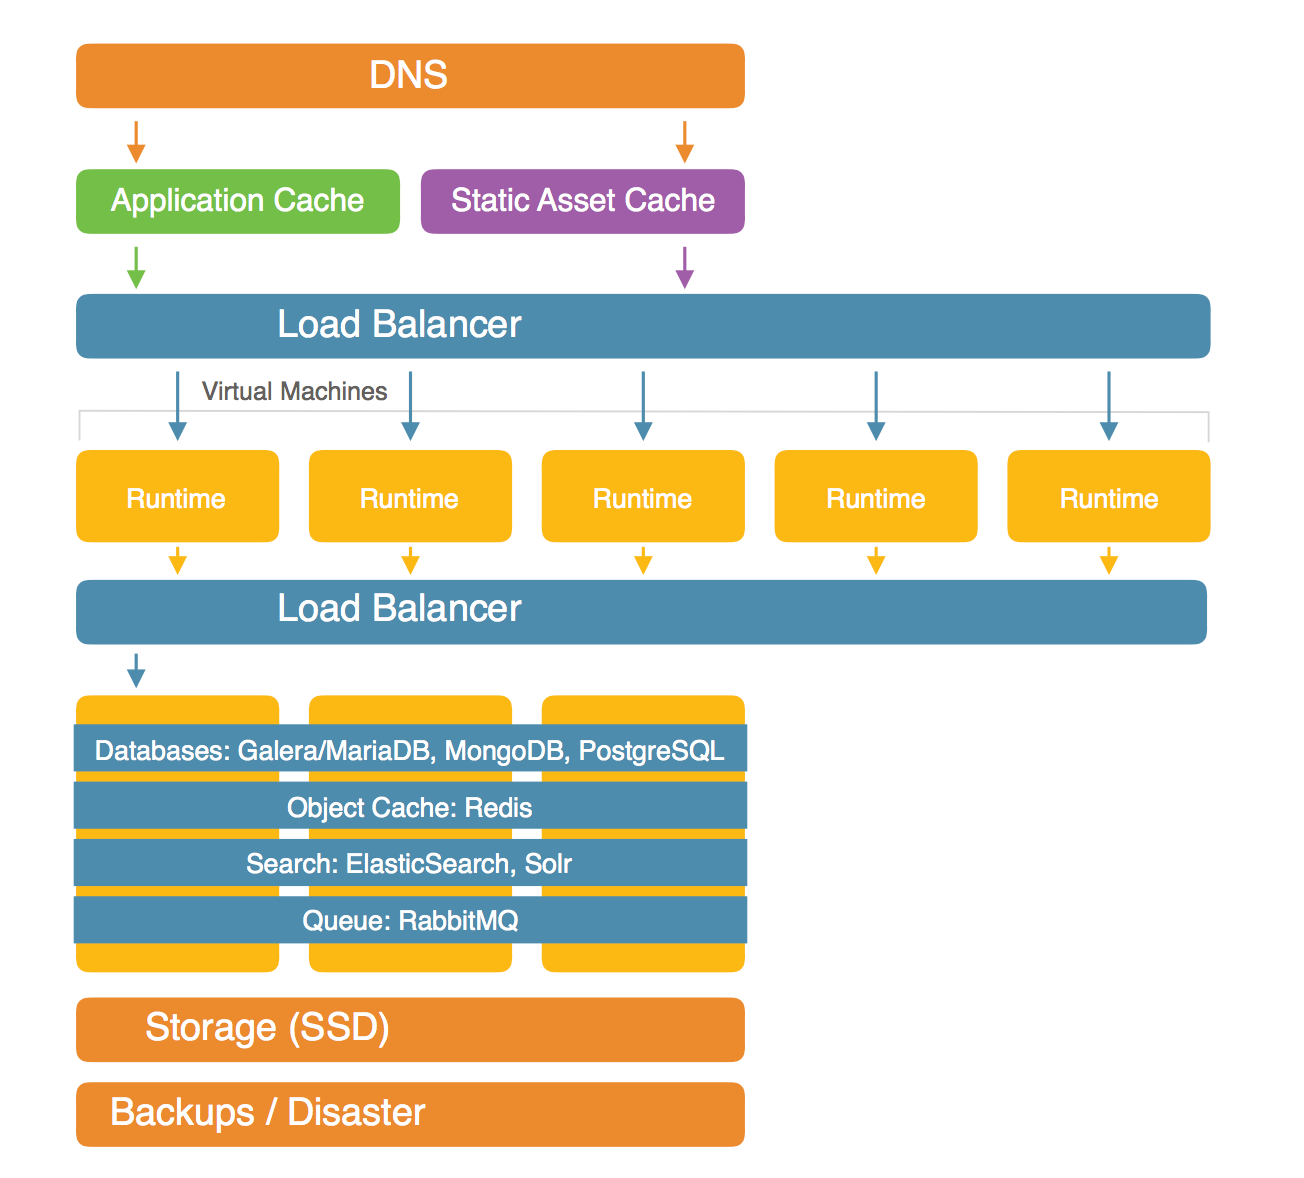 DNS
Application Cache
Static Asset Cache
Load Balancer
Virtual Machines
Runtime
Runtime
Runtime
Runtime
Runtime
Load Balancer
Databases: Galera/MariaDB, MongoDB, PostgreSQL
Object Cache: Redis
Search: ElasticSearch, Solr
Queue: RabbitMQ
Storage (SSD)
Backups / Disaster